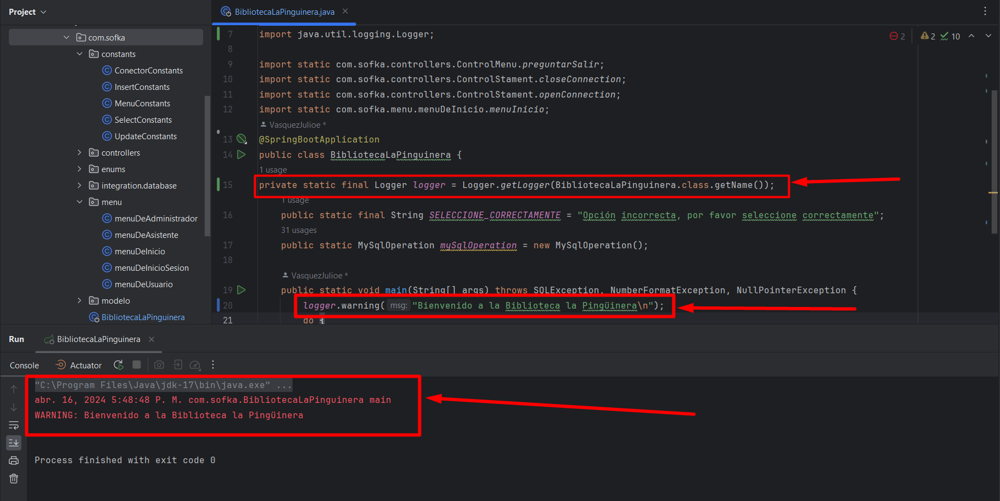 Project
BibliotecaLaPinguinera.java
com.sofka
constants
ConectorConstants
InsertConstants
MenuConstants
SelectConstants
UpdateConstants
controllers
enums
integration.database
menu
menuDeAdministrador
menuDeAsistente
menuDeInicio
menuDeInicioSesion
menuDeUsuario
modelo
BibliotecaLaPinguinera
2 2 10
7 import java.util.logging.Logger;
8
9 import static com.sofka.controllers.ControlMenu.preguntarSalir;
10 import static com.sofka.controllers.ControlStament.closeConnection;
11 import static com.sofka.controllers.ControlStament.openConnection;
12 import static com.sofka.menu.menuDeInicio.menuInicio;
VasquezJulioe *
13 @SpringBootApplication
14 public class BibliotecaLaPinguinera {
1 usage
15 private static final Logger logger = Logger.getLogger(BibliotecaLaPinguinera.class.getName());
1 usage
16 public static final String SELECCIONE_CORRECTAMENTE = "Opción incorrecta, por favor seleccione correctamente";
31 usages
17 public static MySqlOperation mySqlOperation = new MySqlOperation();
18
VasquezJulioe *
19 public static void main(String[] args) throws SQLException, NumberFormatException, NullPointerException {
20 logger.warning( msg: "Bienvenido a la Biblioteca la Pingüinera\n");
21 do {
Run BibliotecaLaPinguinera
Console Actuator
"C:\Program Files\Java\jdk-17\bin\java.exe" ...
abr. 16, 2024 5:48:48 P. M. com.sofka.BibliotecaLaPinguinera main
WARNING: Bienvenido a la Biblioteca la Pingüinera
Process finished with exit code 0